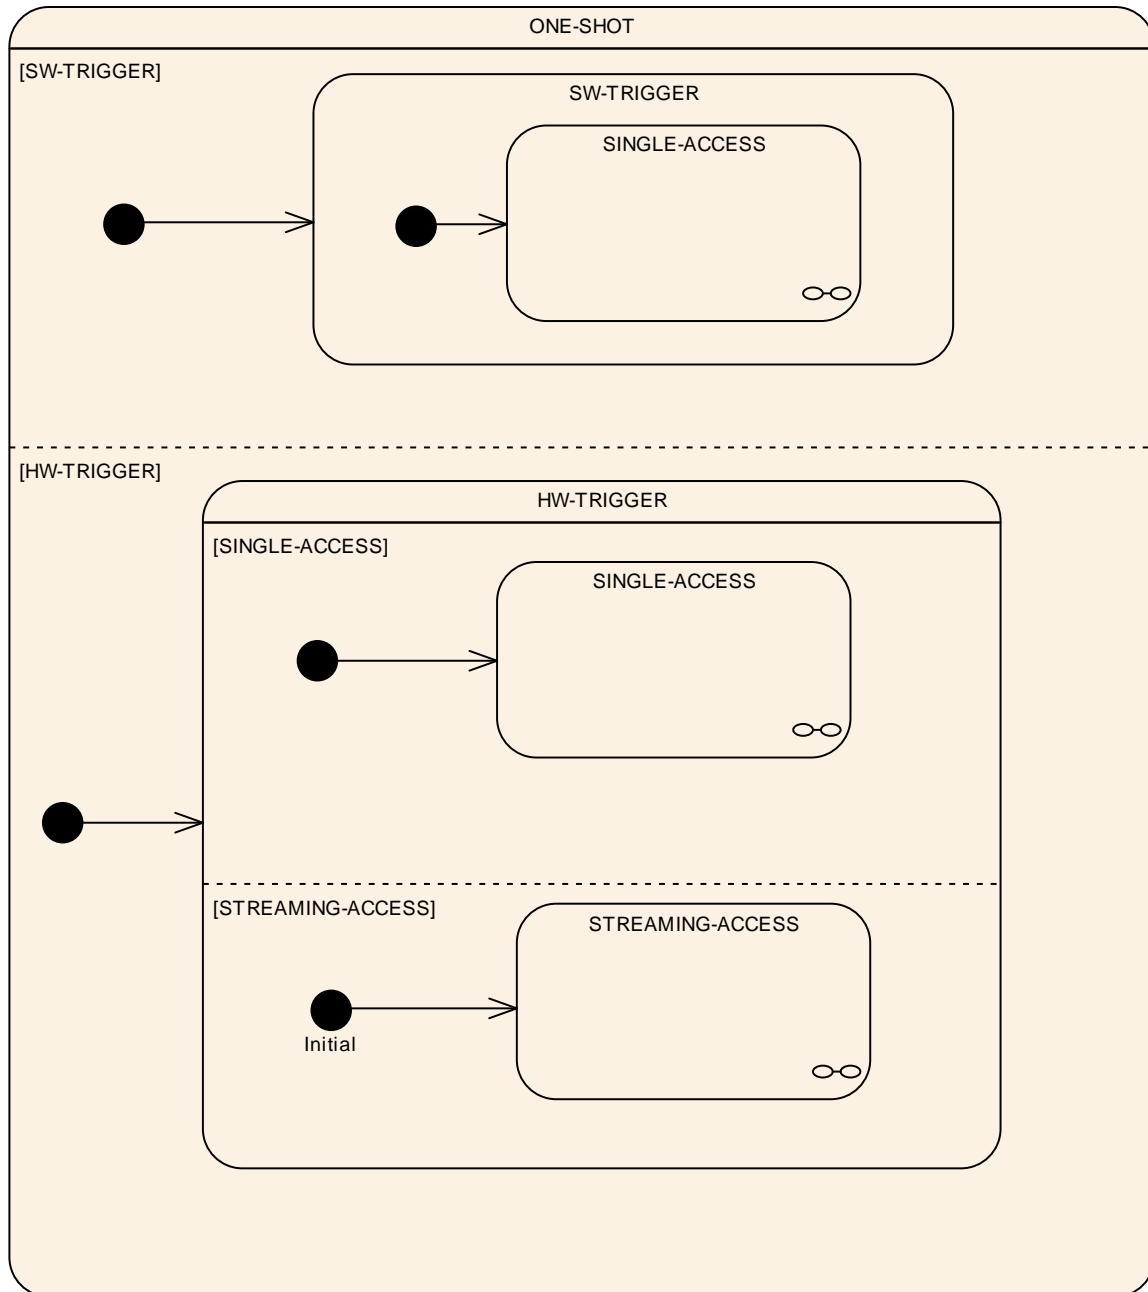 ONE-SHOT
[SW-TRIGGER]
SW-TRIGGER
SINGLE-ACCESS
[HW-TRIGGER]
HW-TRIGGER
[SINGLE-ACCESS]
SINGLE-ACCESS
[STREAMING-ACCESS]
STREAMING-ACCESS
Initial